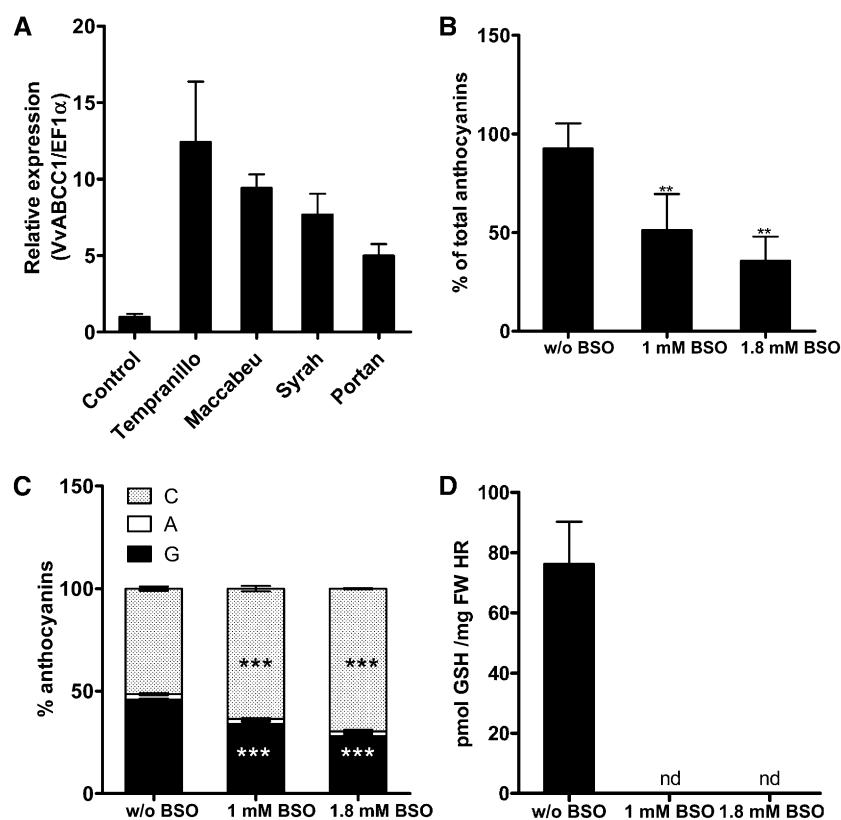 A
Relative expression
(VvABCC1/EF1α)
20
15
10
5
0
Control
Tempranillo
Maccabeu
Syrah
Portan
B
% of total anthocyanins
150
100
50
0
**
**
w/o BSO
1 mM BSO
1.8 mM BSO
C
% anthocyanins
150
100
50
0
C
A
G
***
***
***
***
w/o BSO
1 mM BSO
1.8 mM BSO
D
pmol GSH /mg FW HR
100
80
60
40
20
0
nd
nd
w/o BSO
1 mM BSO
1.8 mM BSO